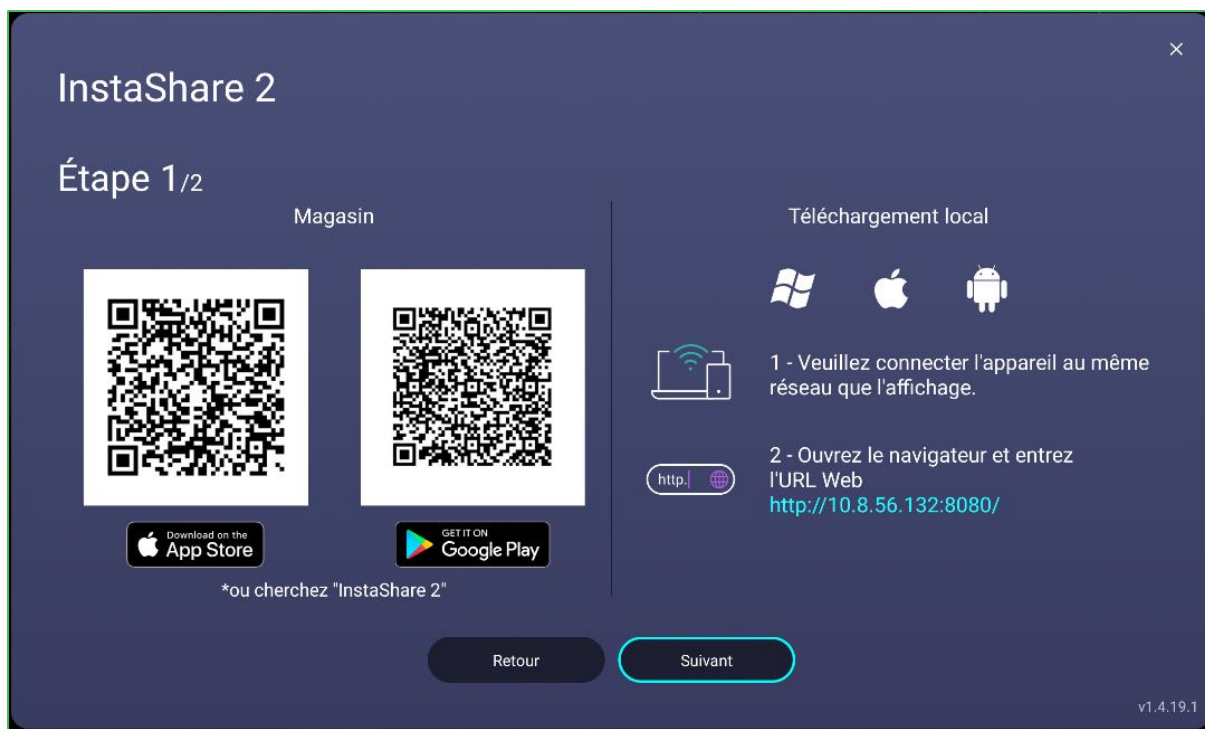 InstaShare 2
Étape 1/2
Magasin
Download on the
App Store
GET IT ON
Google Play
*ou cherchez "InstaShare 2"
Téléchargement local
1 - Veuillez connecter l'appareil au même
réseau que l'affichage.
http.
2 - Ouvrez le navigateur et entrez
l'URL Web
http://10.8.56.132:8080/
Retour
Suivant
v1.4.19.1